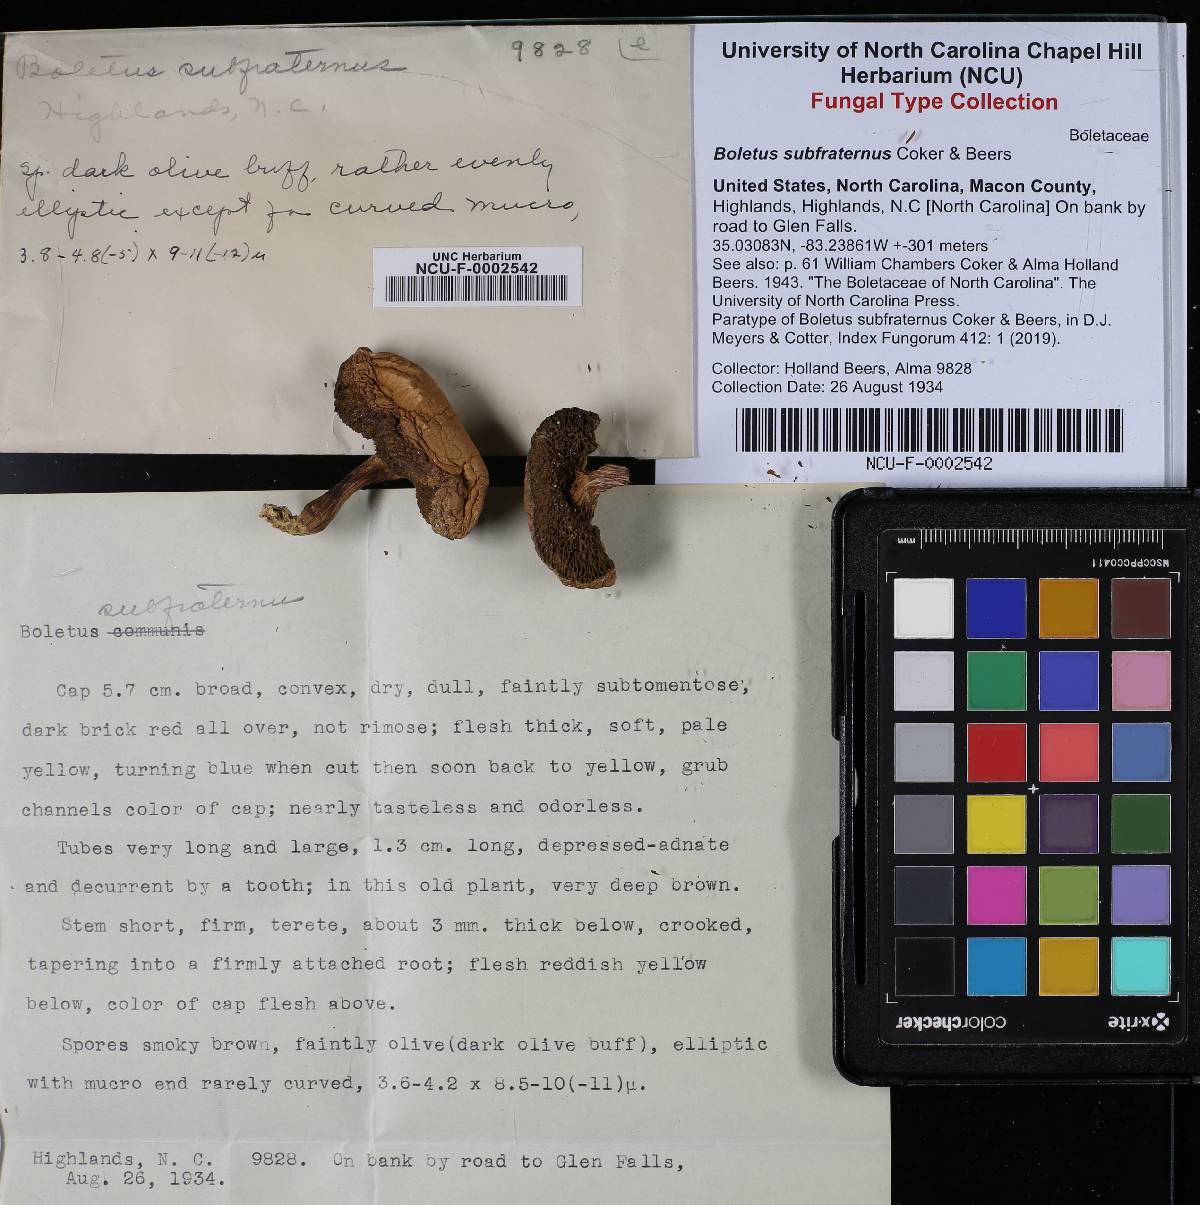 Boletus subfraternus
9828
Highlands, N.C.
Sp. dark olive buff, rather evenly
elliptic except for curved mucro,
3.8-4.8(-5) x 9-11(-12)µ
UNC Herbarium
NCU-F-0002542
University of North Carolina Chapel Hill
Herbarium (NCU)
Fungal Type Collection
Boletaceae
Boletus subfraternus Coker & Beers
United States, North Carolina, Macon County,
Highlands, Highlands, N.C [North Carolina] On bank by
road to Glen Falls.
35.03083N, -83.23861W +-301 meters
See also: p. 61 William Chambers Coker & Alma Holland
Beers. 1943. "The Boletaceae of North Carolina". The
University of North Carolina Press.
Paratype of Boletus subfraternus Coker & Beers, in D.J.
Meyers & Cotter, Index Fungorum 412: 1 (2019).
Collector: Holland Beers, Alma 9828
Collection Date: 26 August 1934
NCU-F-0002542
subfraternus
Boletus communis
Cap 5.7 cm. broad, convex, dry, dull, faintly subtomentose,
dark brick red all over, not rimose; flesh thick, soft, pale
yellow, turning blue when cut then soon back to yellow, grub
channels color of cap; nearly tasteless and odorless.
Tubes very long and large, 1.3 cm. long, depressed-adnate
and decurrent by a tooth; in this old plant, very deep brown.
Stem short, firm, terete, about 3 mm. thick below, crooked,
tapering into a firmly attached root; flesh reddish yellow
below, color of cap flesh above.
Spores smoky brown, faintly olive(dark olive buff), elliptic
with mucro end rarely curved, 3.6-4.2 x 8.5-10(-11)µ.
Highlands, N. C. 9828. On bank by road to Glen Falls,
Aug. 26, 1934.
mm
MSCCPPCC0411
colorchecker
x-rite